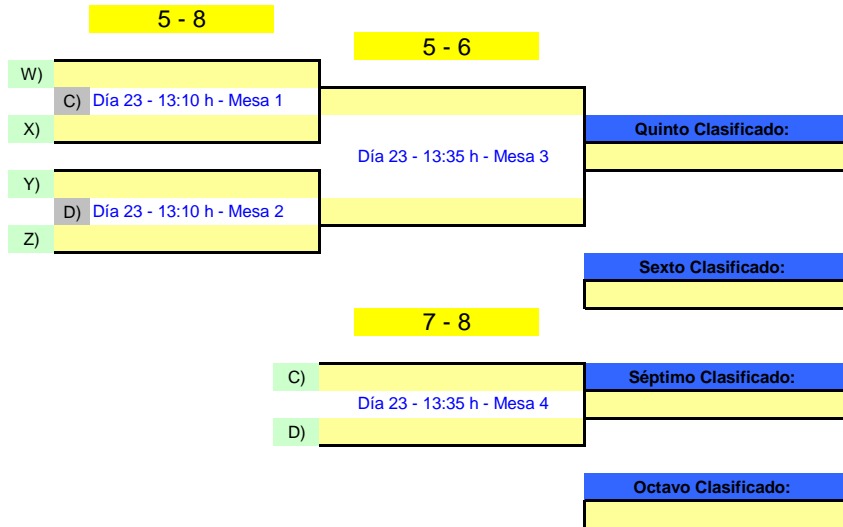 5 - 8
5 - 6
W)
C) Día 23 - 13:10 h - Mesa 1
X)
Quinto Clasificado:
Día 23 - 13:35 h - Mesa 3
Y)
D) Día 23 - 13:10 h - Mesa 2
Z)
Sexto Clasificado:
7 - 8
C)
Séptimo Clasificado:
Día 23 - 13:35 h - Mesa 4
D)
Octavo Clasificado: